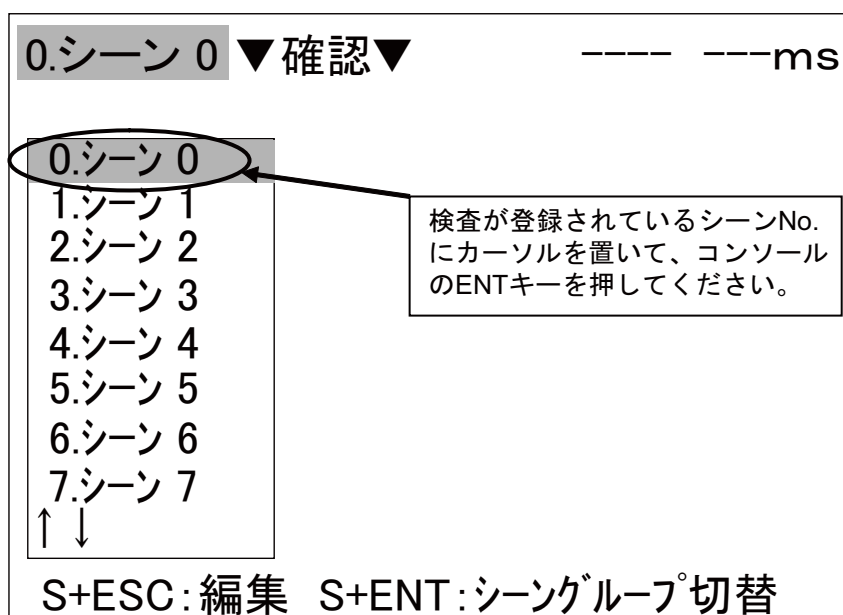 0.シーン 0 ▼確認▼ ---- ---ms
0.シーン 0
1.シーン 1
2.シーン 2
3.シーン 3
4.シーン 4
5.シーン 5
6.シーン 6
7.シーン 7
↑ ↓
検査が登録されているシーンNo.
にカーソルを置いて、コンソール
のENTキーを押してください。
S+ESC:編集 S+ENT:シーングループ切替